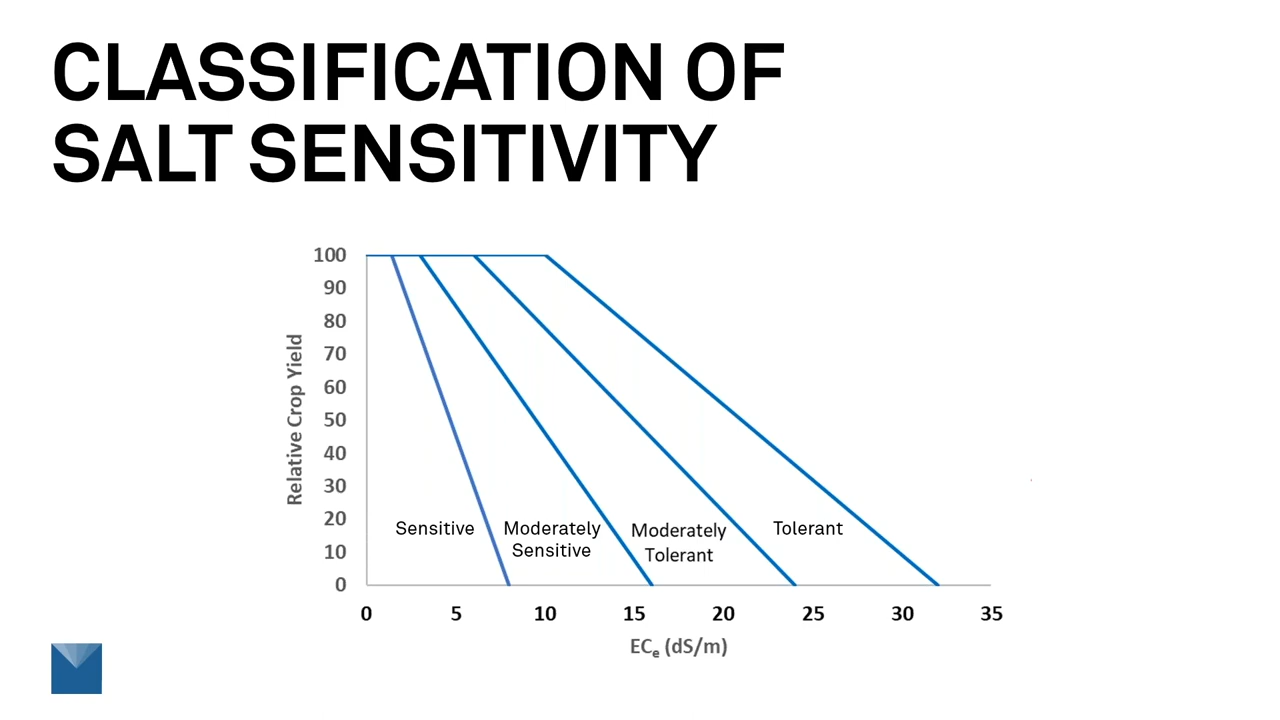 CLASSIFICATION OF
SALT SENSITIVITY
100
90
80
70
60
50
40
30
20
10
0
Relative Crop Yield
Sensitive
Moderately
Sensitive
Moderately
Tolerant
Tolerant
0 5 10 15 20 25 30 35
ECe (dS/m)